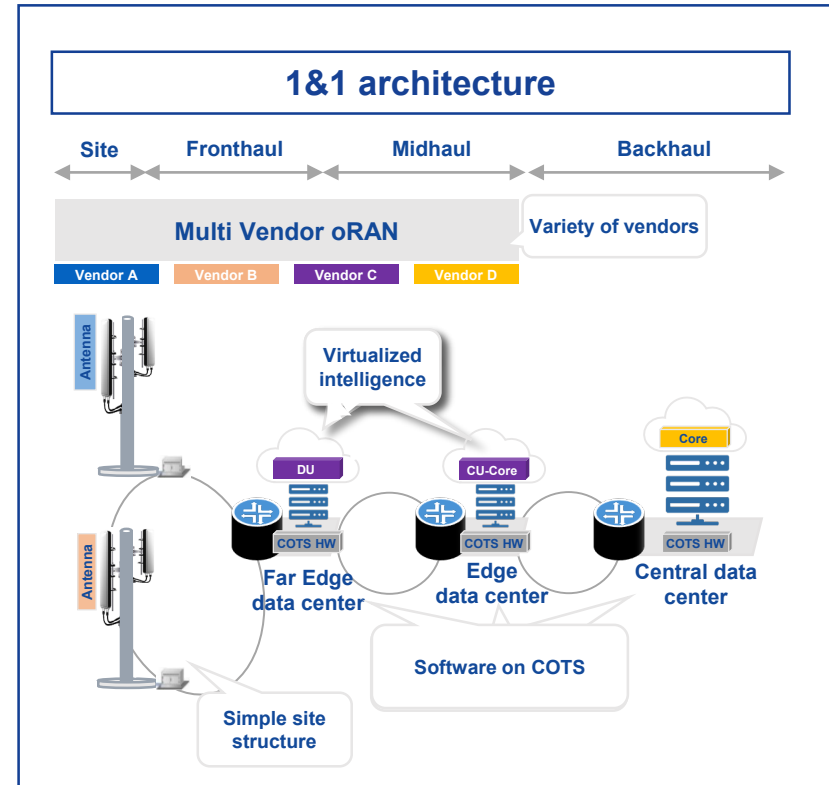 1&1 architecture
Site
Fronthaul
Midhaul
Backhaul
Multi Vendor oRAN
Variety of vendors
Vendor A
Vendor B
Vendor C
Vendor D
Antenna
Virtualized
intelligence
Core
DU
CU-Core
COTS HW
COTS HW
COTS HW
Antenna
Far Edge
data center
Edge
data center
Central data
center
Software on COTS
Simple site
structure